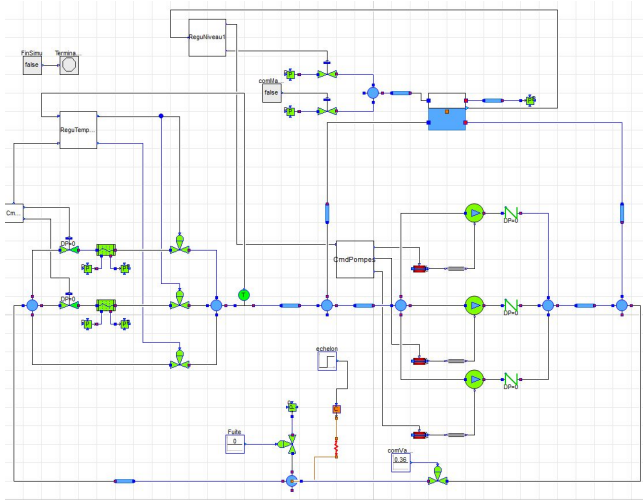 ReguNiveau1
FinSimu
Termina...
false
comVa...
false
ReguTemp...
Cm...
DP=0
DP=0
T
CmdPompes
DP=0
DP=0
DP=0
echelon
Fuite
0
comVa...
0.36